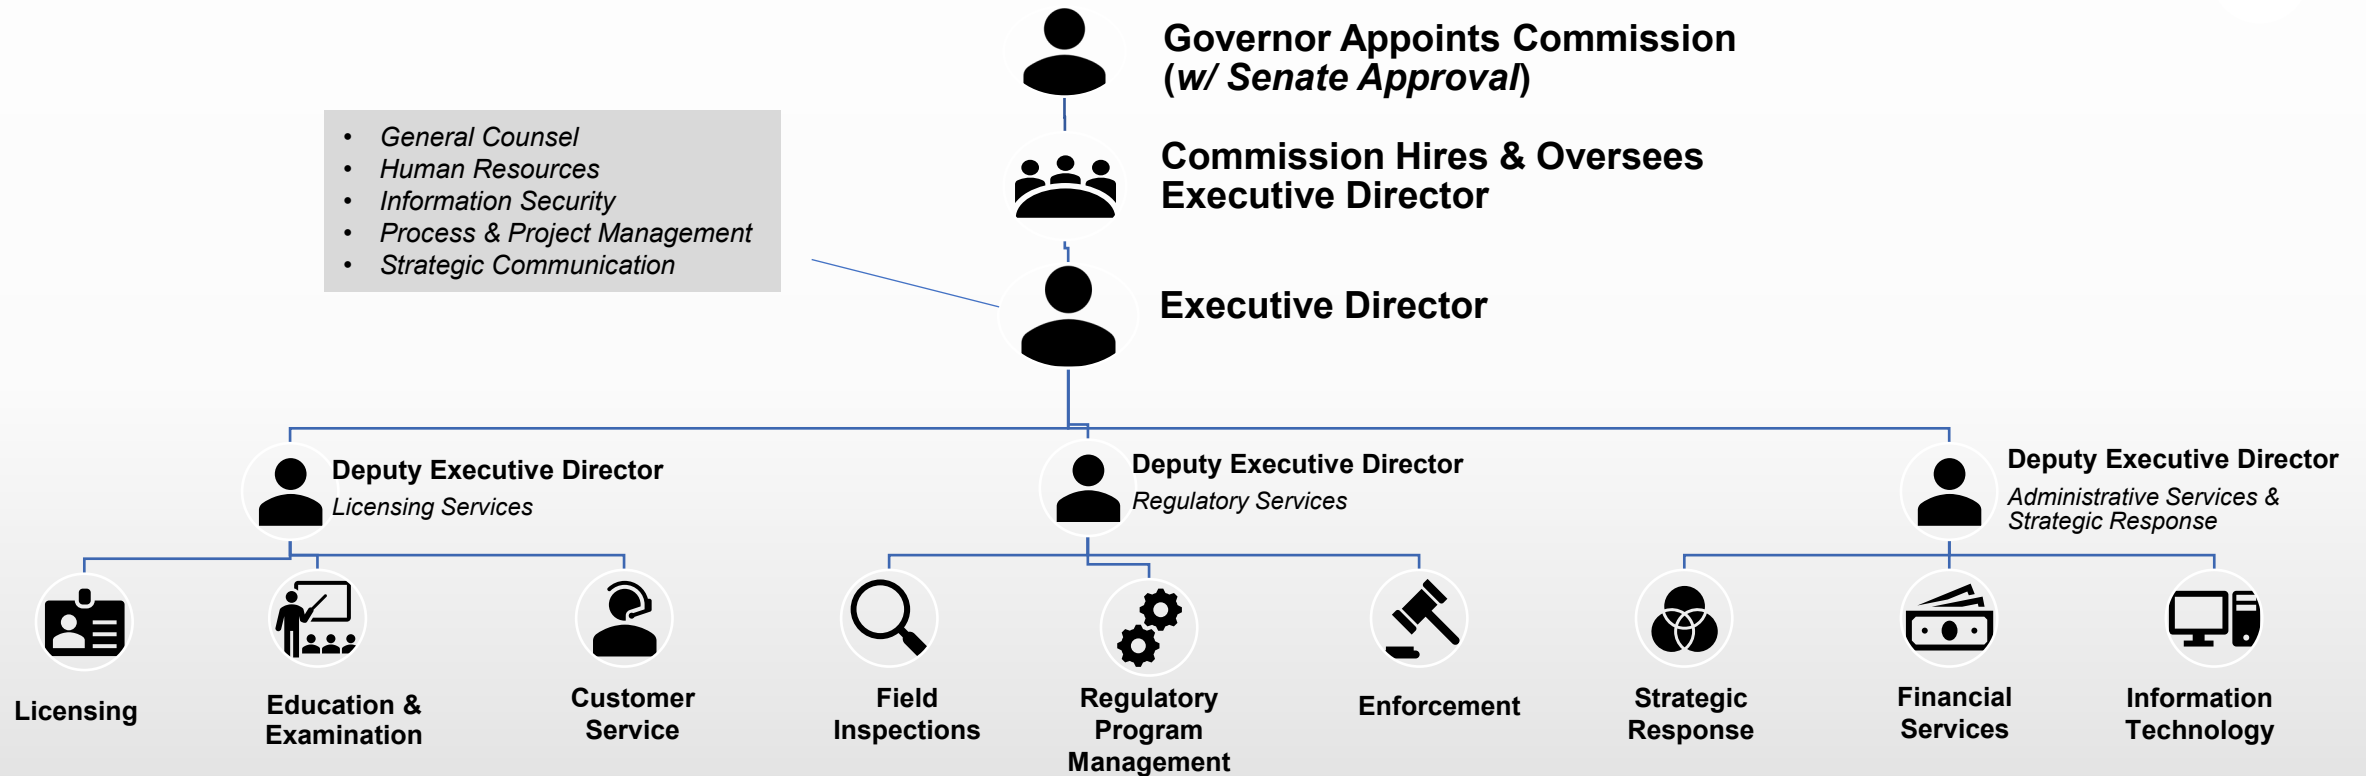 Governor Appoints Commission
(w/ Senate Approval)
• General Counsel
• Human Resources
• Information Security
• Process & Project Management
• Strategic Communication
Commission Hires & Oversees
Executive Director
Executive Director
Deputy Executive Director
Licensing Services
Deputy Executive Director
Regulatory Services
Deputy Executive Director
Administrative Services &
Strategic Response
Licensing
Education &
Examination
Customer
Service
Field
Inspections
Regulatory
Program
Management
Enforcement
Strategic
Response
Financial
Services
Information
Technology